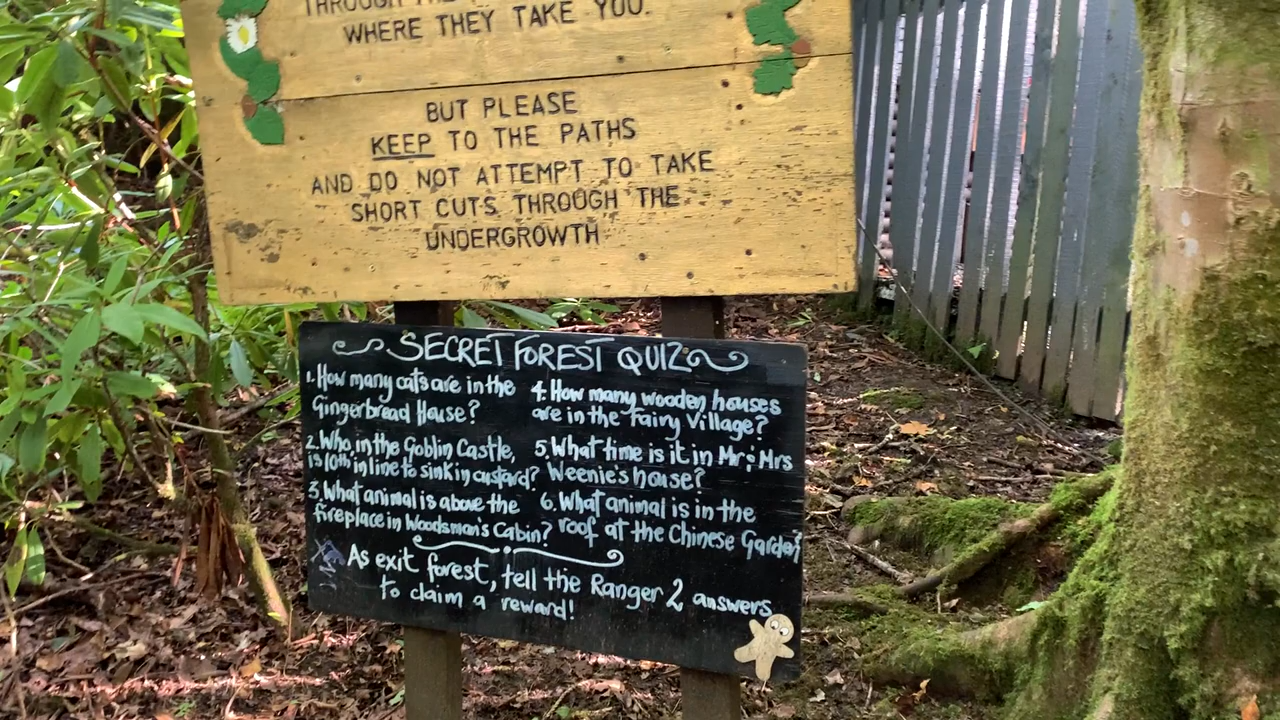 THROUGH THE
WHERE THEY TAKE YOU.
BUT PLEASE
KEEP TO THE PATHS
AND DO NOT ATTEMPT TO TAKE
SHORT CUTS THROUGH THE
UNDERGROWTH
SECRET FOREST QUIZ
1. How many cats are in the
Gingerbread House?
2. Who, in the Goblin Castle,
is 10th in line to sink in custard?
3. What animal is above the
fireplace in Woodsman's Cabin?
4. How many wooden houses
are in the Fairy Village?
5. What time is it in Mr & Mrs
Weenie's house?
6. What animal is in the
roof at the Chinese Garden?
As exit forest, tell the Ranger 2 answers
to claim a reward!